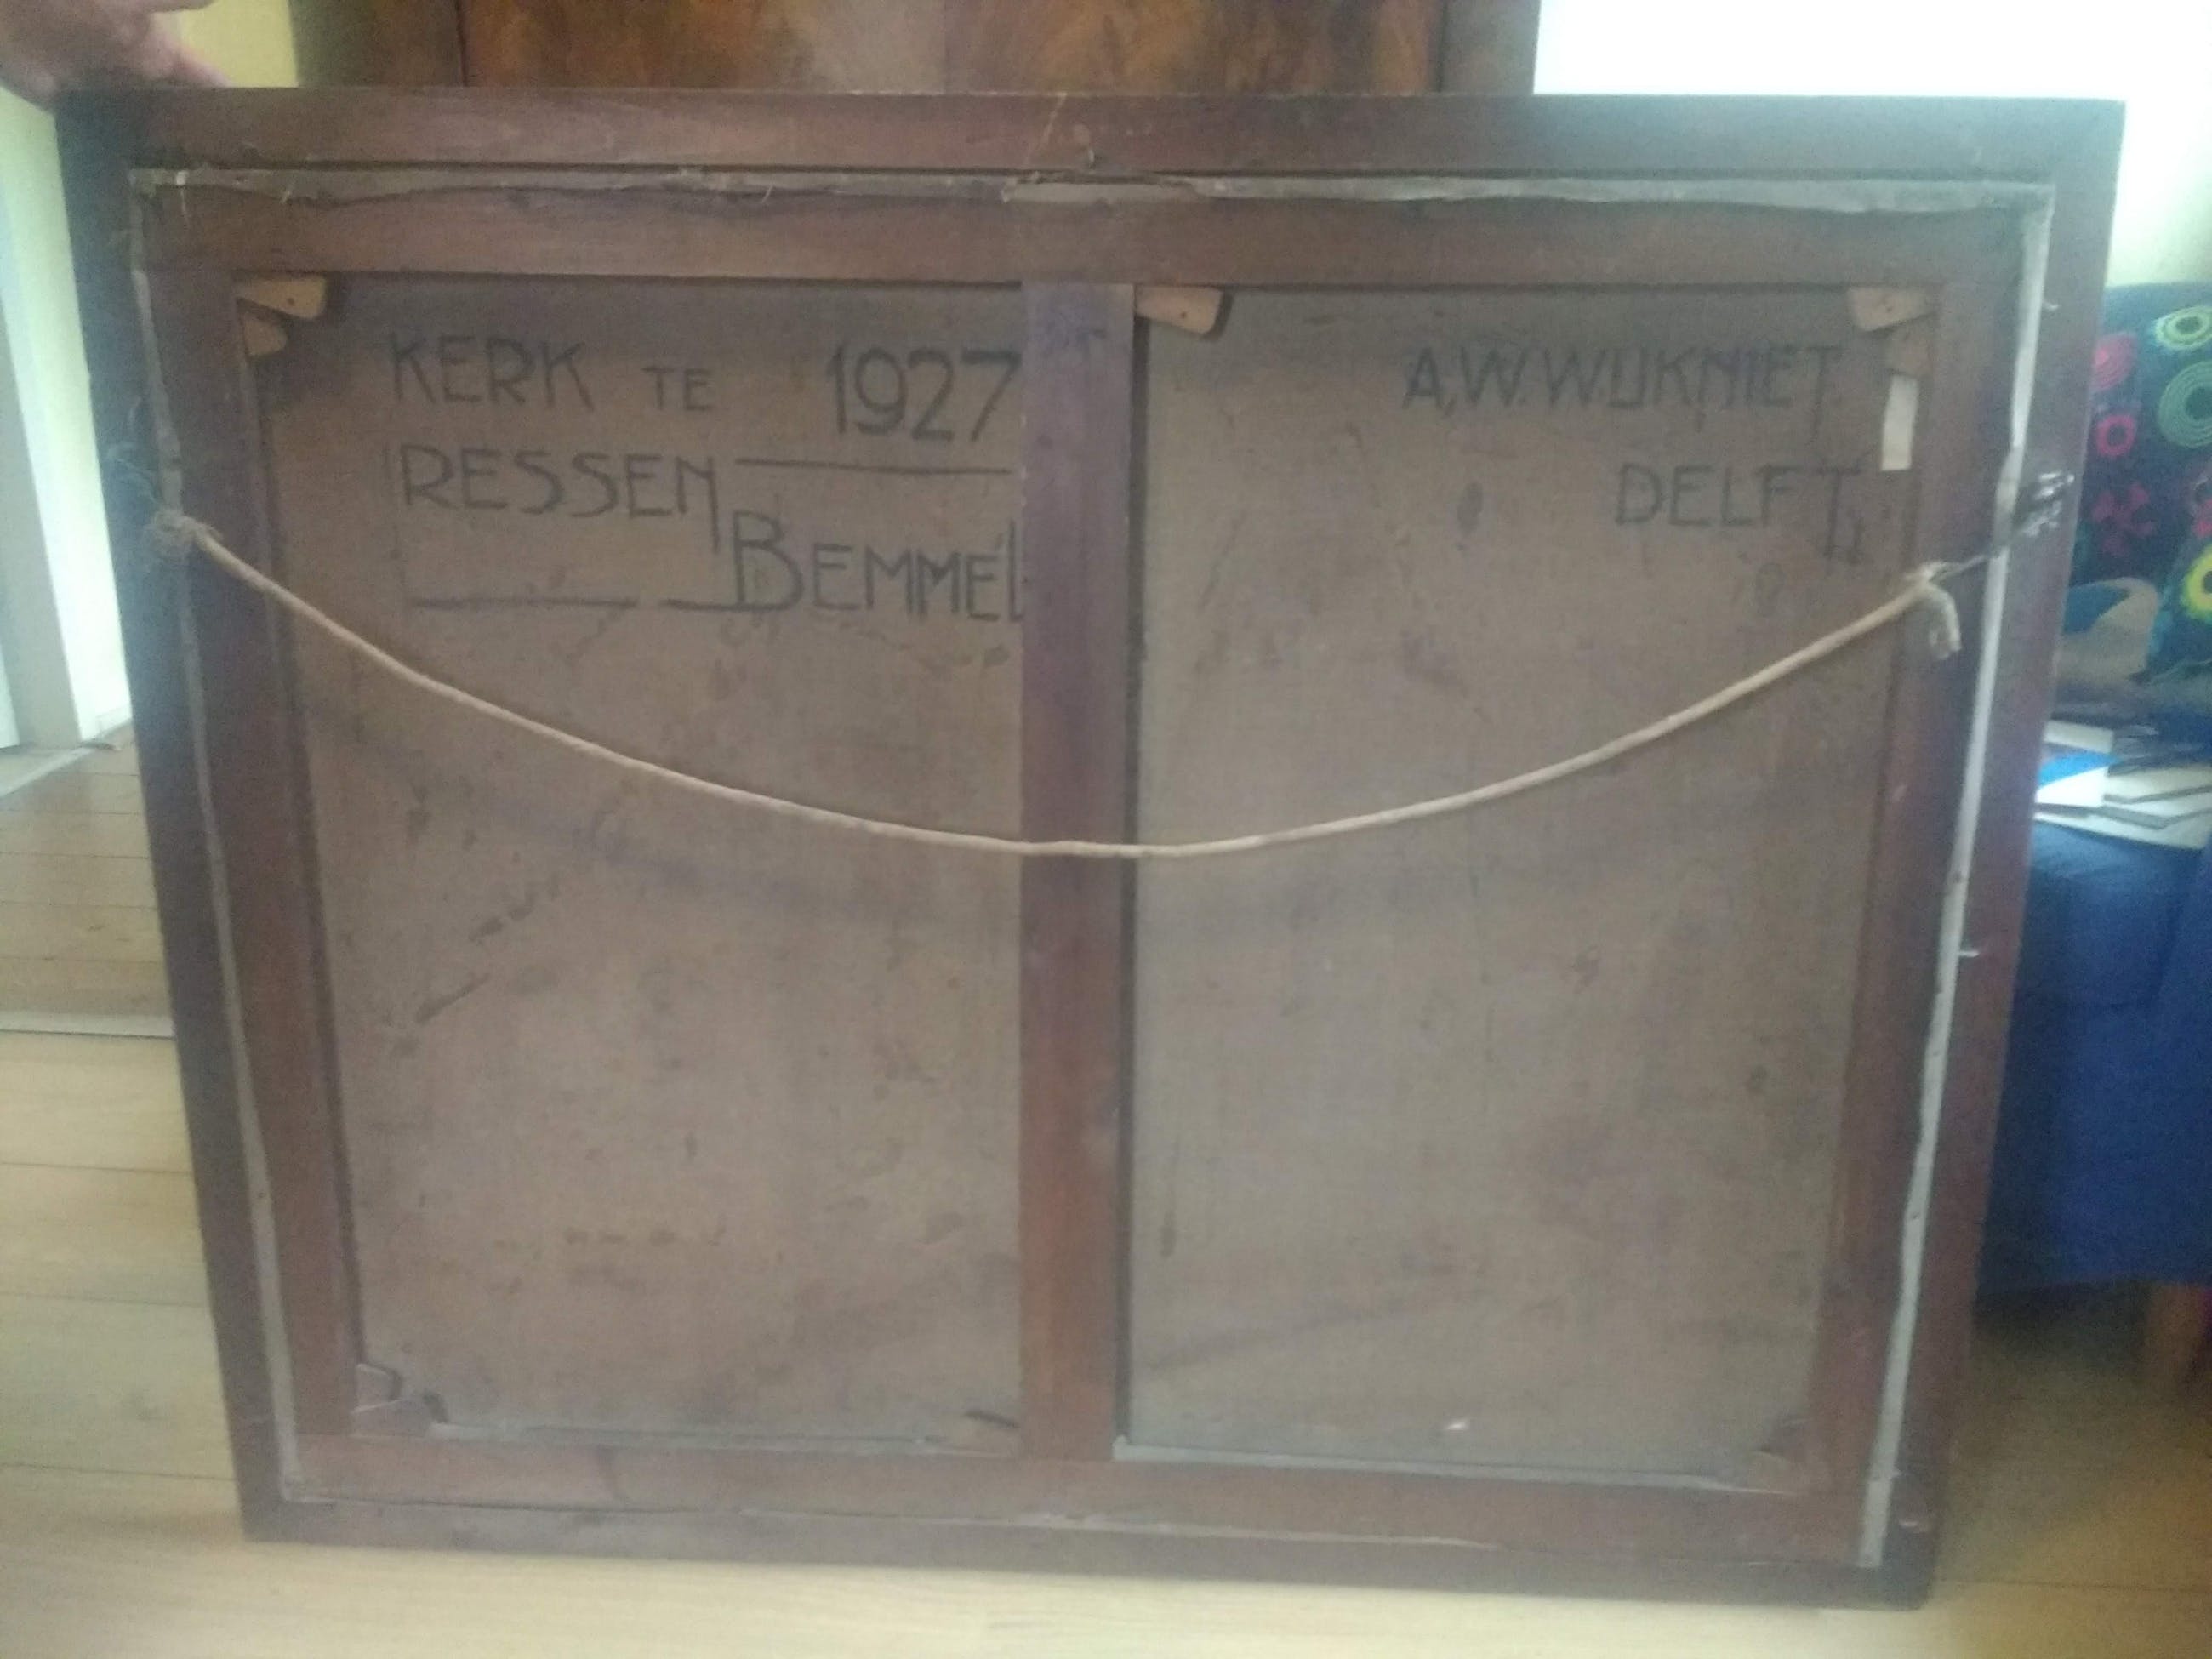 KERK TE 1927
RESSEN
BEMMEL
A.W. WIJKNIET.
DELFT